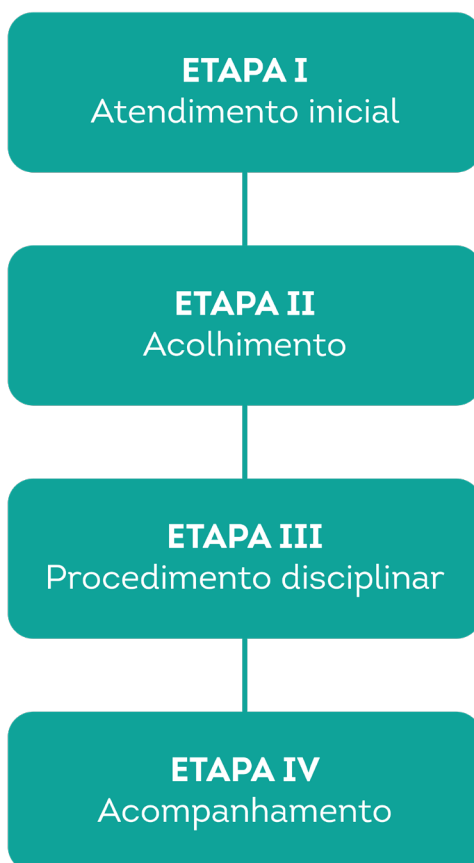 ETAPA I
Atendimento inicial
ETAPA II
Acolhimento
ETAPA III
Procedimento disciplinar
ETAPA IV
Acompanhamento